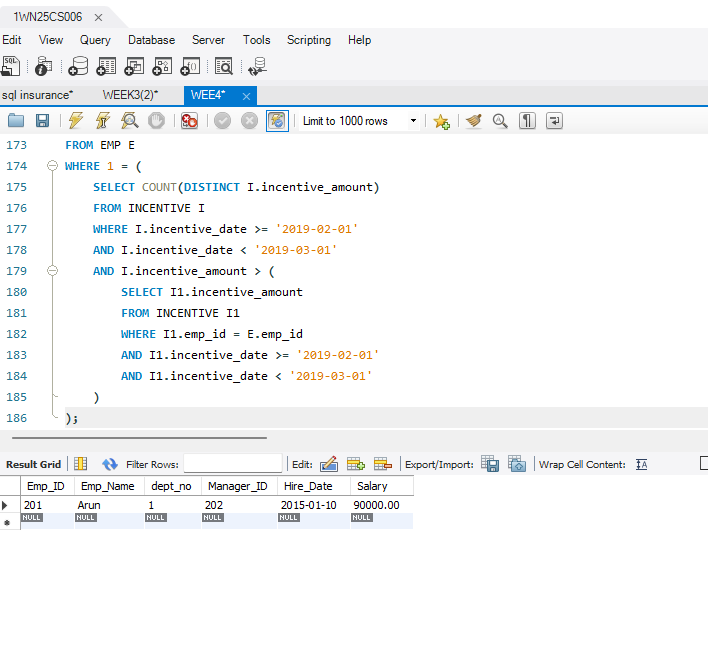 1WN25CS006
Edit View Query Database Server Tools Scripting Help
sql insurance* WEEK3(2)* WEE4*
Limit to 1000 rows
173 FROM EMP E
174 WHERE 1 = (
175 SELECT COUNT(DISTINCT I.incentive_amount)
176 FROM INCENTIVE I
177 WHERE I.incentive_date >= '2019-02-01'
178 AND I.incentive_date < '2019-03-01'
179 AND I.incentive_amount > (
180 SELECT I1.incentive_amount
181 FROM INCENTIVE I1
182 WHERE I1.emp_id = E.emp_id
183 AND I1.incentive_date >= '2019-02-01'
184 AND I1.incentive_date < '2019-03-01'
185 )
186 );
Result Grid Filter Rows: Edit: Export/Import: Wrap Cell Content: IA
Emp_ID Emp_Name dept_no Manager_ID Hire_Date Salary
201 Arun 1 202 2015-01-10 90000.00
NULL NULL NULL NULL NULL NULL